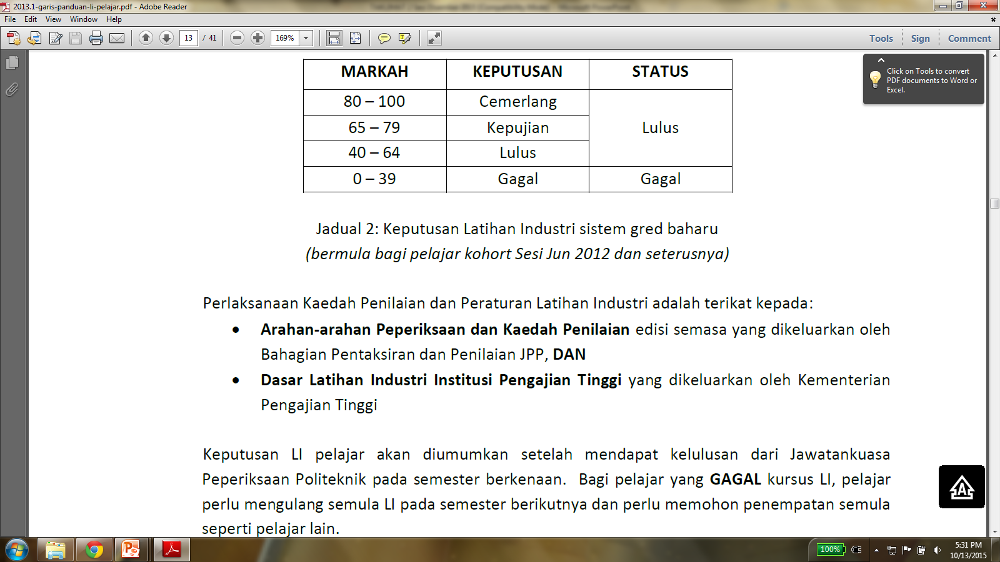 2013.1-garis-panduan-li-pelajar.pdf - Adobe Reader
File Edit View Window Help
13 / 41 169% Tools Sign Comment
Click on Tools to convert
PDF documents to Word or
Excel.
MARKAH KEPUTUSAN STATUS
80 – 100 Cemerlang
65 – 79 Kepujian Lulus
40 – 64 Lulus
0 – 39 Gagal Gagal
Jadual 2: Keputusan Latihan Industri sistem gred baharu
(bermula bagi pelajar kohort Sesi Jun 2012 dan seterusnya)
Perlaksanaan Kaedah Penilaian dan Peraturan Latihan Industri adalah terikat kepada:
• Arahan-arahan Peperiksaan dan Kaedah Penilaian edisi semasa yang dikeluarkan oleh
Bahagian Pentaksiran dan Penilaian JPP, DAN
• Dasar Latihan Industri Institusi Pengajian Tinggi yang dikeluarkan oleh Kementerian
Pengajian Tinggi
Keputusan LI pelajar akan diumumkan setelah mendapat kelulusan dari Jawatankuasa
Peperiksaan Politeknik pada semester berkenaan. Bagi pelajar yang GAGAL kursus LI, pelajar
perlu mengulang semula LI pada semester berikutnya dan perlu memohon penempatan semula
seperti pelajar lain.
100%
5:31 PM
10/13/2015